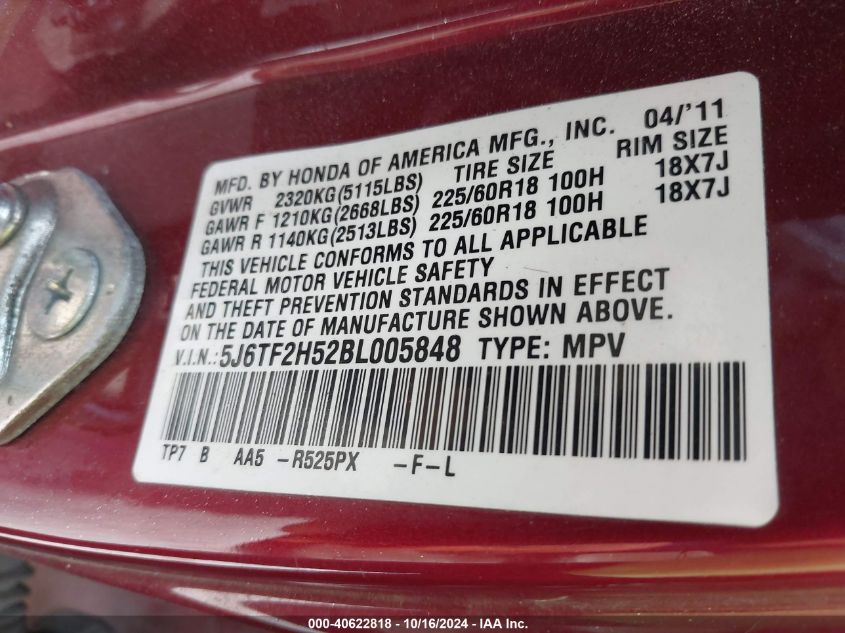 MFD. BY HONDA OF AMERICA MFG., INC. 04/'11
TIRE SIZE RIM SIZE
GVWR 2320KG(5115LBS)
GAWR F 1210KG(2668LBS) 225/60R18 100H 18X7J
GAWR R 1140KG(2513LBS) 225/60R18 100H 18X7J
THIS VEHICLE CONFORMS TO ALL APPLICABLE
FEDERAL MOTOR VEHICLE SAFETY
AND THEFT PREVENTION STANDARDS IN EFFECT
ON THE DATE OF MANUFACTURE SHOWN ABOVE.
V.I.N.: 5J6TF2H52BL005848 TYPE: MPV
TP7 B AA5 -R525PX -F-L
000-40622818 - 10/16/2024 - IAA Inc.